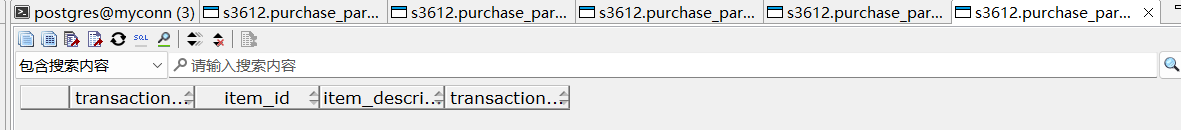 postgres@myconn (3) s3612.purchase_par... s3612.purchase_par... s3612.purchase_par... s3612.purchase_par... s3612.purchase_par...
SQL
包含搜索内容 请输入搜索内容
transaction... item_id item_descri... transaction...